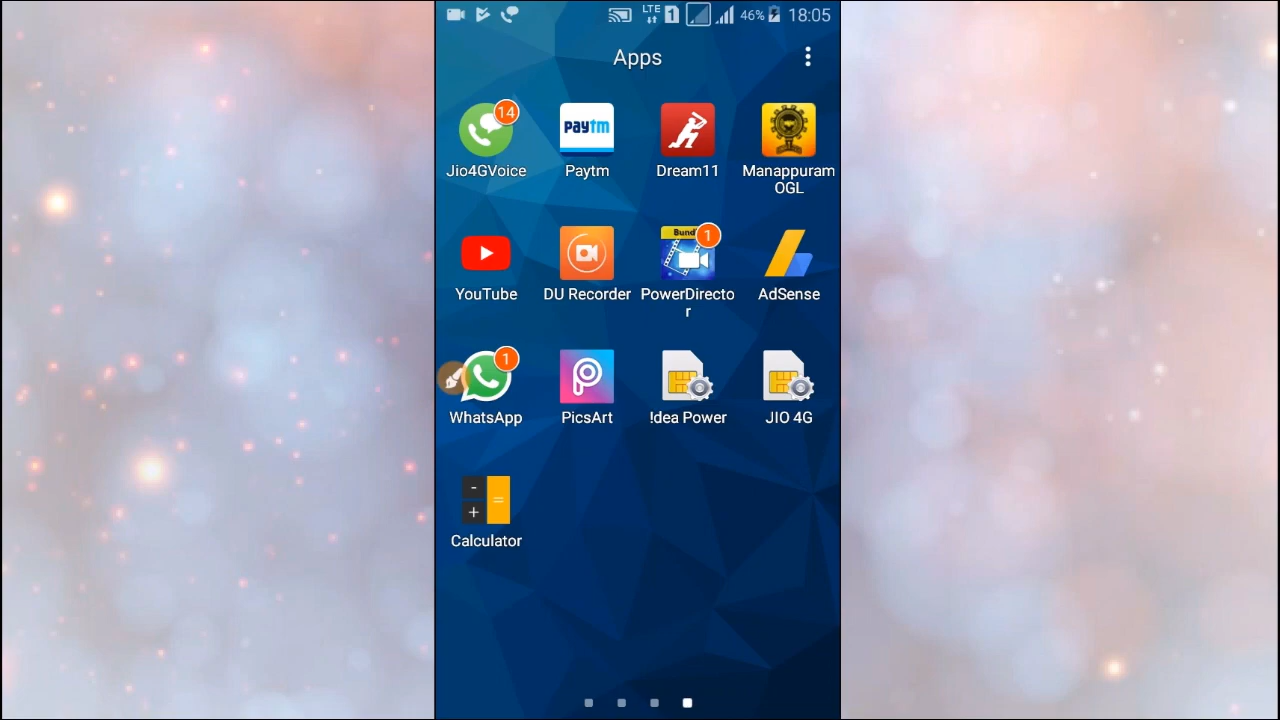 LTE 1 46% 18:05
Apps
14
Jio4GVoice
paytm
Paytm
Dream11
Manappuram
OGL
YouTube
DU Recorder
Bund 1
PowerDirecto
r
AdSense
1
WhatsApp
PicsArt
!dea Power
JIO 4G
- + =
Calculator